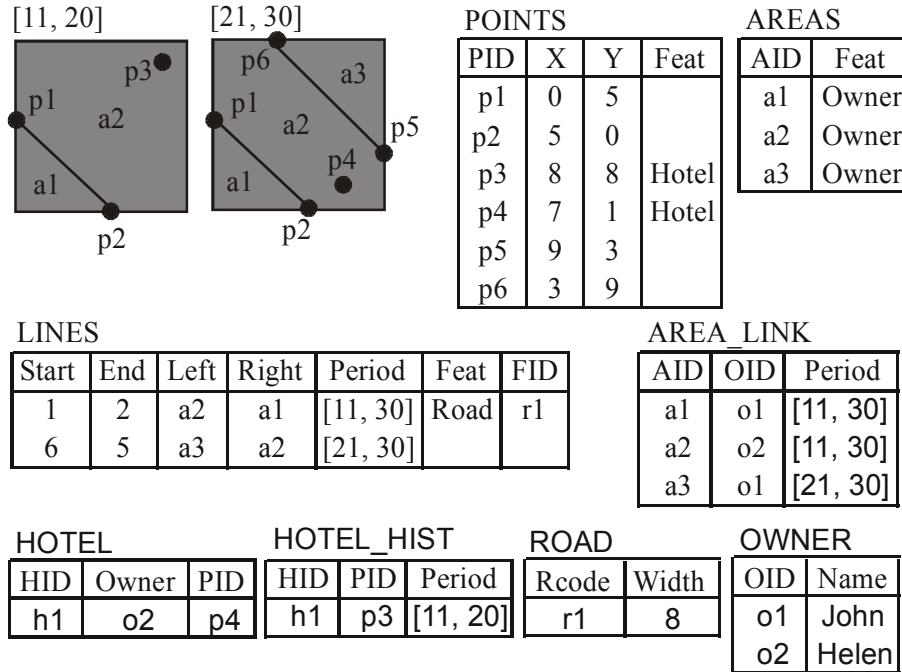 [11, 20]
p3
p1
a2
a1
p2
[21, 30]
p6
a3
p1
a2
p5
p4
a1
p2
POINTS
PID X Y Feat
p1 0 5
p2 5 0
p3 8 8 Hotel
p4 7 1 Hotel
p5 9 3
p6 3 9
AREAS
AID Feat
a1 Owner
a2 Owner
a3 Owner
LINES
Start End Left Right Period Feat FID
1 2 a2 a1 [11, 30] Road r1
6 5 a3 a2 [21, 30]
AREA_LINK
AID OID Period
a1 o1 [11, 30]
a2 o2 [11, 30]
a3 o1 [21, 30]
HOTEL
HID Owner PID
h1 o2 p4
HOTEL_HIST
HID PID Period
h1 p3 [11, 20]
ROAD
Rcode Width
r1 8
OWNER
OID Name
o1 John
o2 Helen